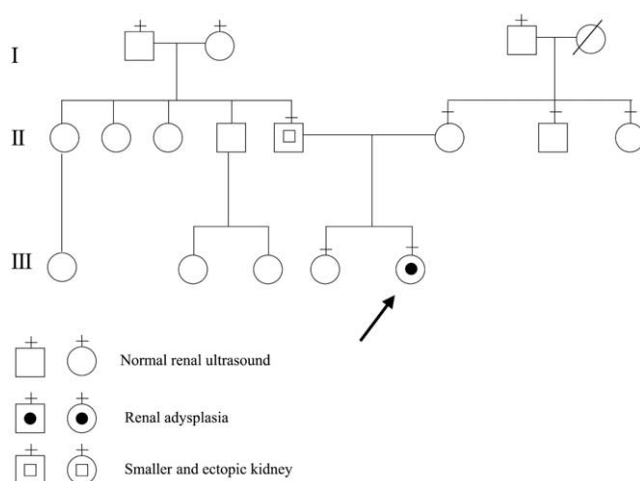 I
II
III
Normal renal ultrasound
Renal adysplasia
Smaller and ectopic kidney